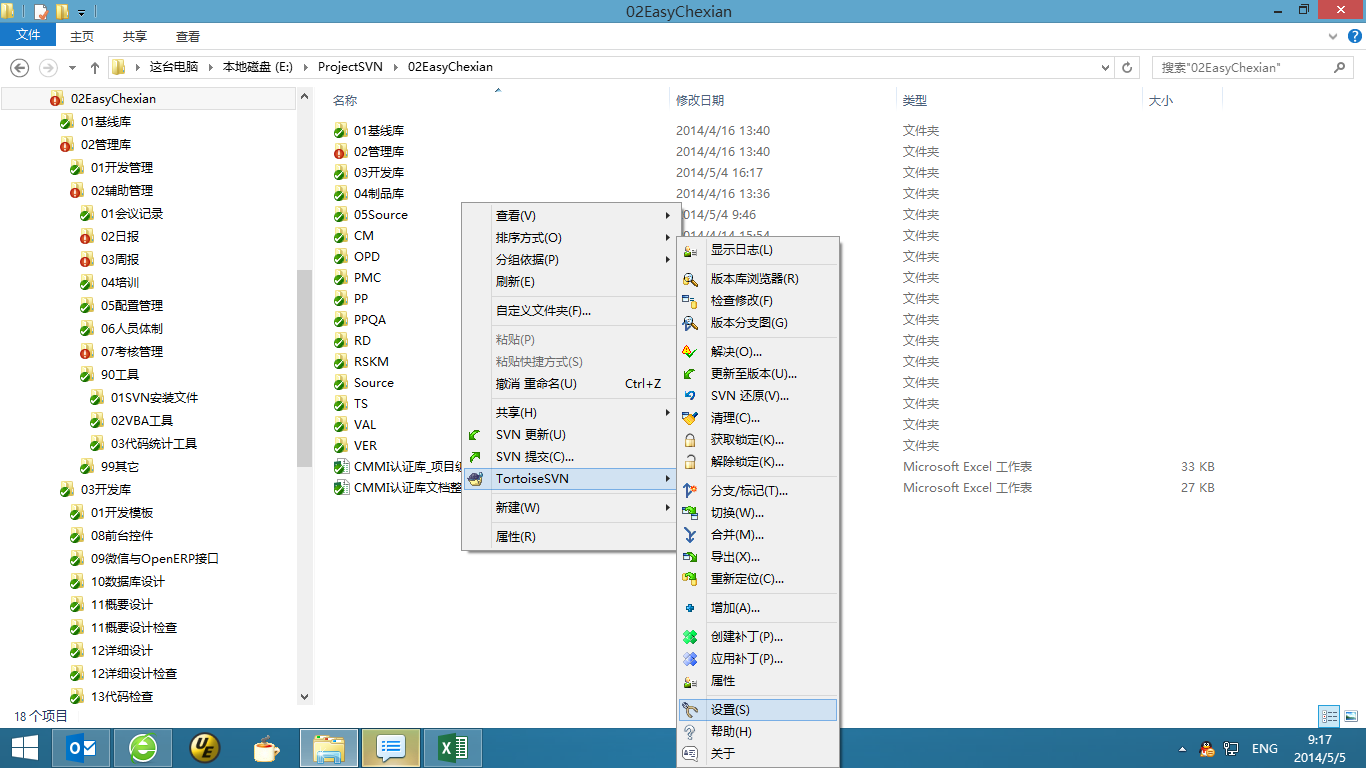 02EasyChexian
文件
主页
共享
查看
这台电脑
本地磁盘 (E:)
ProjectSVN
02EasyChexian
搜索"02EasyChexian"
02EasyChexian
01基线库
02管理库
01开发管理
02辅助管理
01会议记录
02日报
03周报
04培训
05配置管理
06人员体制
07考核管理
90工具
01SVN安装文件
02VBA工具
03代码统计工具
99其它
03开发库
01开发模板
08前台控件
09微信与OpenERP接口
10数据库设计
11概要设计
11概要设计检查
12详细设计
12详细设计检查
13代码检查
名称 修改日期 类型 大小
01基线库 2014/4/16 13:40 文件夹
02管理库 2014/4/16 13:40 文件夹
03开发库 2014/5/4 16:17 文件夹
04制品库 2014/4/16 13:36 文件夹
05Source 2014/5/4 9:46 文件夹
CM 2014/4/14 15:54 文件夹
OPD 文件夹
PMC 文件夹
PP 文件夹
PPQA 文件夹
RD 文件夹
RSKM 文件夹
Source 文件夹
TS 文件夹
VAL 文件夹
VER 文件夹
CMMI认证库_项目 Microsoft Excel 工作表 33 KB
CMMI认证库文档整 Microsoft Excel 工作表 27 KB
查看(V)
排序方式(O)
分组依据(P)
刷新(E)
自定义文件夹(F)...
粘贴(P)
粘贴快捷方式(S)
撤消 重命名(U) Ctrl+Z
共享(H)
SVN 更新(U)
SVN 提交(C)...
TortoiseSVN
新建(W)
属性(R)
显示日志(L)
版本库浏览器(R)
检查修改(F)
版本分支图(G)
解决(O)...
更新至版本(U)...
SVN 还原(V)...
清理(C)...
获取锁定(K)...
解除锁定(K)...
分支/标记(T)...
切换(W)...
合并(M)...
导出(X)...
重新定位(C)...
增加(A)...
创建补丁(P)...
应用补丁(P)...
属性
设置(S)
帮助(H)
关于
18 个项目
ENG
9:17
2014/5/5